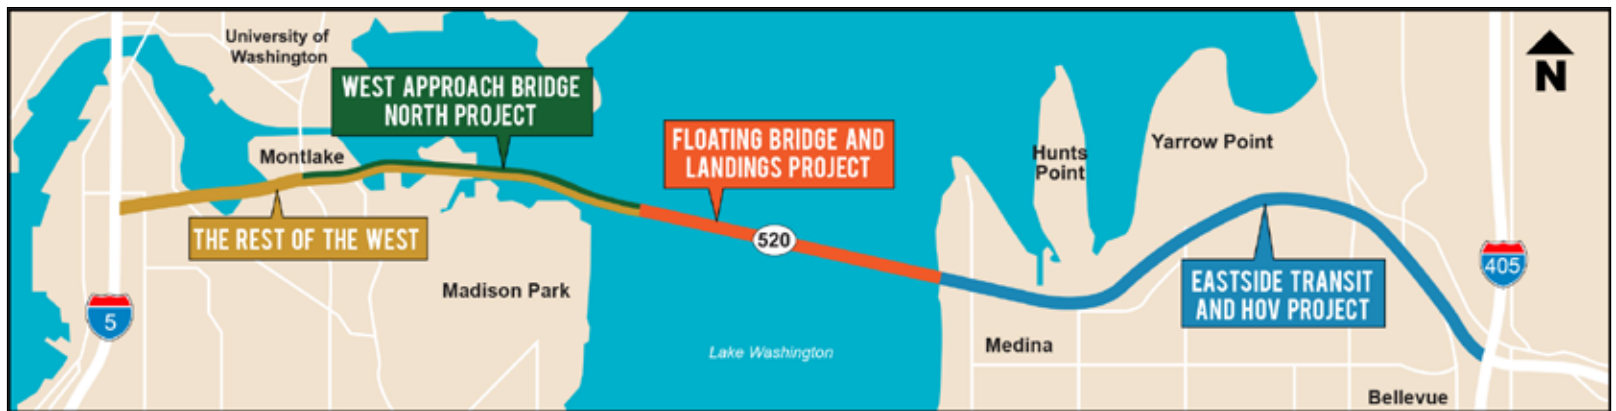 University of
Washington
WEST APPROACH BRIDGE
NORTH PROJECT
Montlake
THE REST OF THE WEST
5
Madison Park
FLOATING BRIDGE AND
LANDINGS PROJECT
520
Lake Washington
Hunts
Point
Yarrow Point
N
405
EASTSIDE TRANSIT
AND HOV PROJECT
Medina
Bellevue